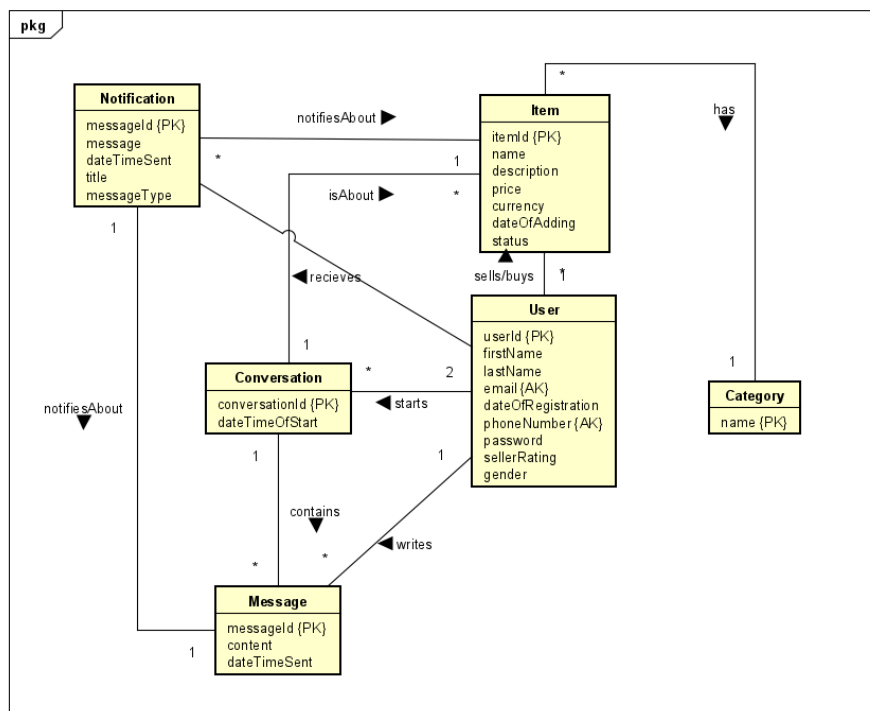 pkg
Notification
messageId {PK}
message
dateTimeSent
title
messageType
notifiesAbout
*
1
Item
itemId {PK}
name
description
price
currency
dateOfAdding
status
*
has
isAbout
*
1
recieves
sells/buys
*
1
User
userId {PK}
firstName
lastName
email {AK}
dateOfRegistration
phoneNumber {AK}
password
sellerRating
gender
1
Category
name {PK}
1
Conversation
conversationId {PK}
dateTimeOfStart
*
2
starts
notifiesAbout
1
contains
*
1
writes
*
Message
messageId {PK}
content
dateTimeSent
1